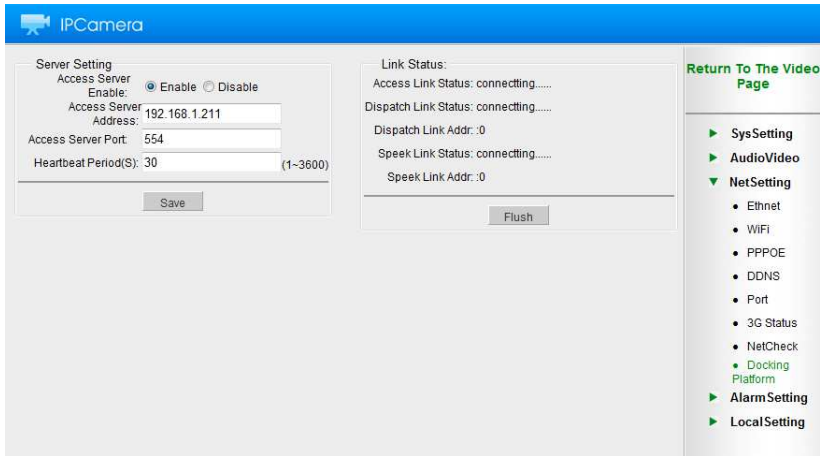 IPCamera
Server Setting
Access Server
Enable:
Enable
Disable
Access Server
Address:
192.168.1.211
Access Server Port:
554
Heartbeat Period(S):
30
(1~3600)
Save
Link Status:
Access Link Status: connectting......
Dispatch Link Status: connectting......
Dispatch Link Addr: :0
Speek Link Status: connectting......
Speek Link Addr: :0
Flush
Return To The Video
Page
SysSetting
AudioVideo
NetSetting
Ethnet
WiFi
PPPOE
DDNS
Port
3G Status
NetCheck
Docking
Platform
AlarmSetting
LocalSetting